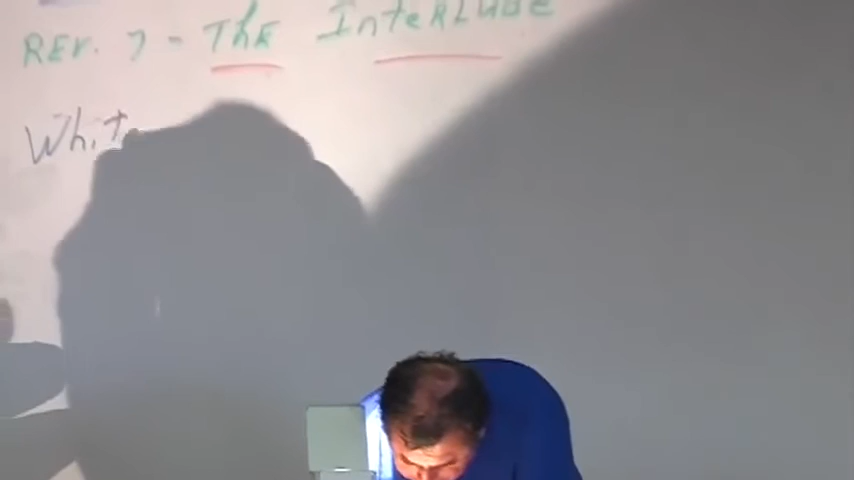 Rev. 7 - The Interlude